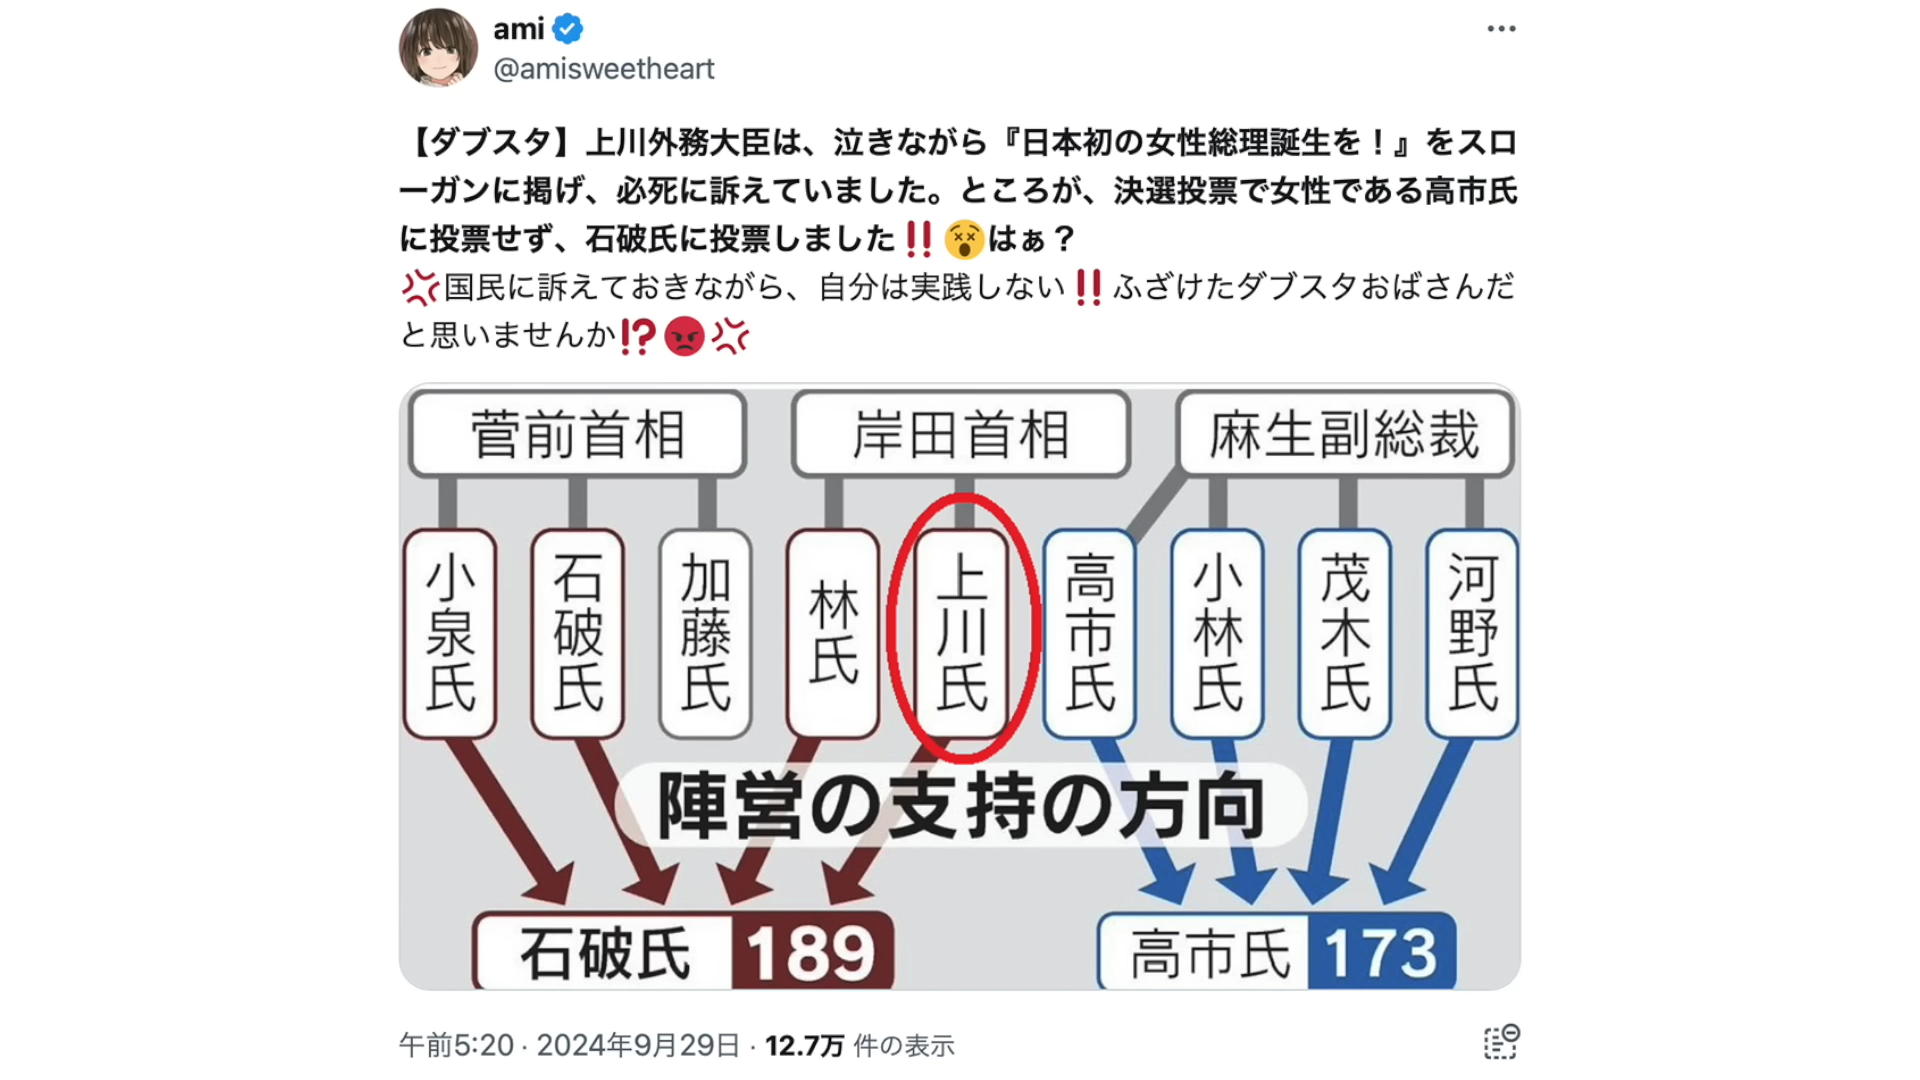 ami
@amisweetheart
【ダブスタ】上川外務大臣は、泣きながら『日本初の女性総理誕生を！』をスロ
ーガンに掲げ、必死に訴えていました。ところが、決選投票で女性である高市氏
に投票せず、石破氏に投票しました‼️😵はぁ？
💢国民に訴えておきながら、自分は実践しない‼️ふざけたダブスタおばさんだ
と思いませんか⁉️😡💢
菅前首相
岸田首相
麻生副総裁
小泉氏
石破氏
加藤氏
林氏
上川氏
高市氏
小林氏
茂木氏
河野氏
陣営の支持の方向
石破氏 189
高市氏 173
午前5:20 · 2024年9月29日 · 12.7万 件の表示